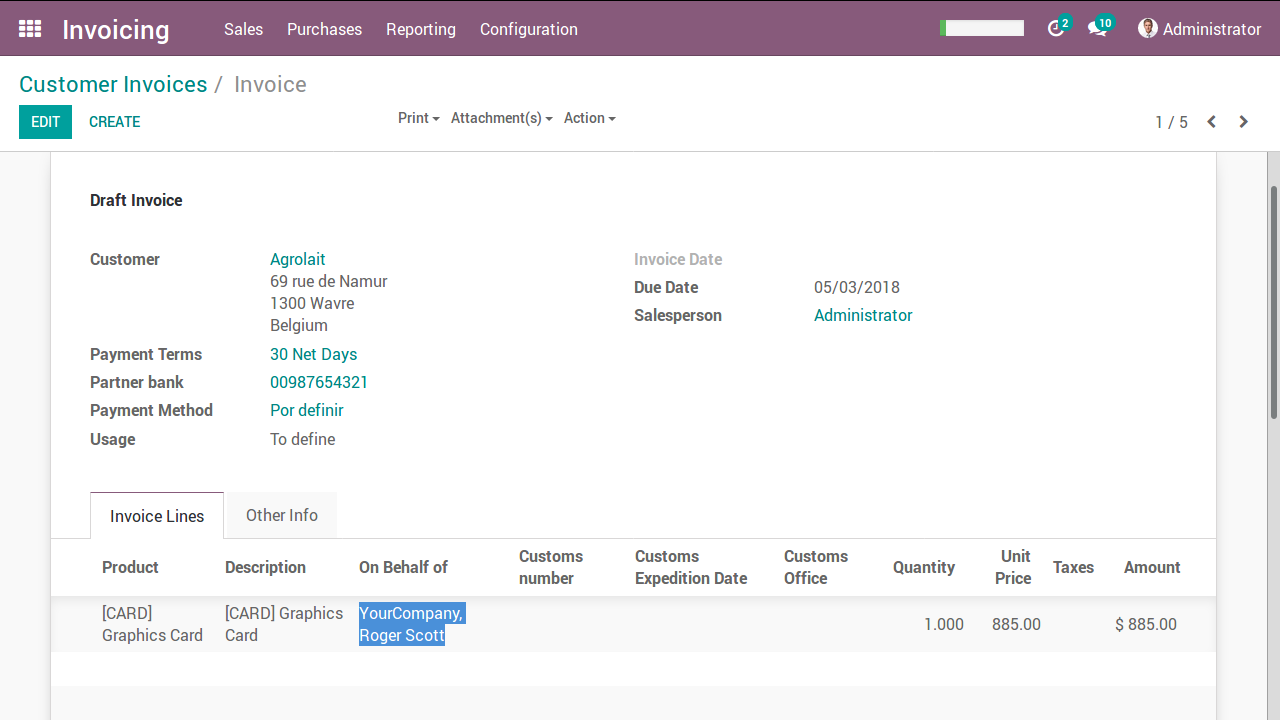 Invoicing Sales Purchases Reporting Configuration 2 10 Administrator
Customer Invoices / Invoice
EDIT CREATE Print Attachment(s) Action 1 / 5
Draft Invoice
Customer Agrolait Invoice Date
69 rue de Namur Due Date 05/03/2018
1300 Wavre Salesperson Administrator
Belgium
Payment Terms 30 Net Days
Partner bank 00987654321
Payment Method Por definir
Usage To define
Invoice Lines Other Info
Product Description On Behalf of Customs number Customs Expedition Date Customs Office Quantity Unit Price Taxes Amount
[CARD] Graphics Card [CARD] Graphics Card YourCompany, Roger Scott 1.000 885.00 $ 885.00